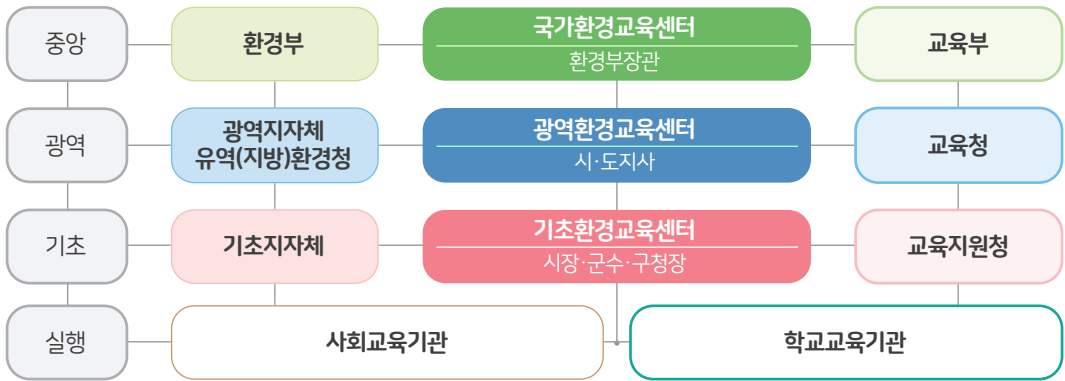 중앙
환경부
국가환경교육센터
환경부장관
교육부
광역
광역지자체
유역(지방)환경청
광역환경교육센터
시·도지사
교육청
기초
기초지자체
기초환경교육센터
시장·군수·구청장
교육지원청
실행
사회교육기관
학교교육기관